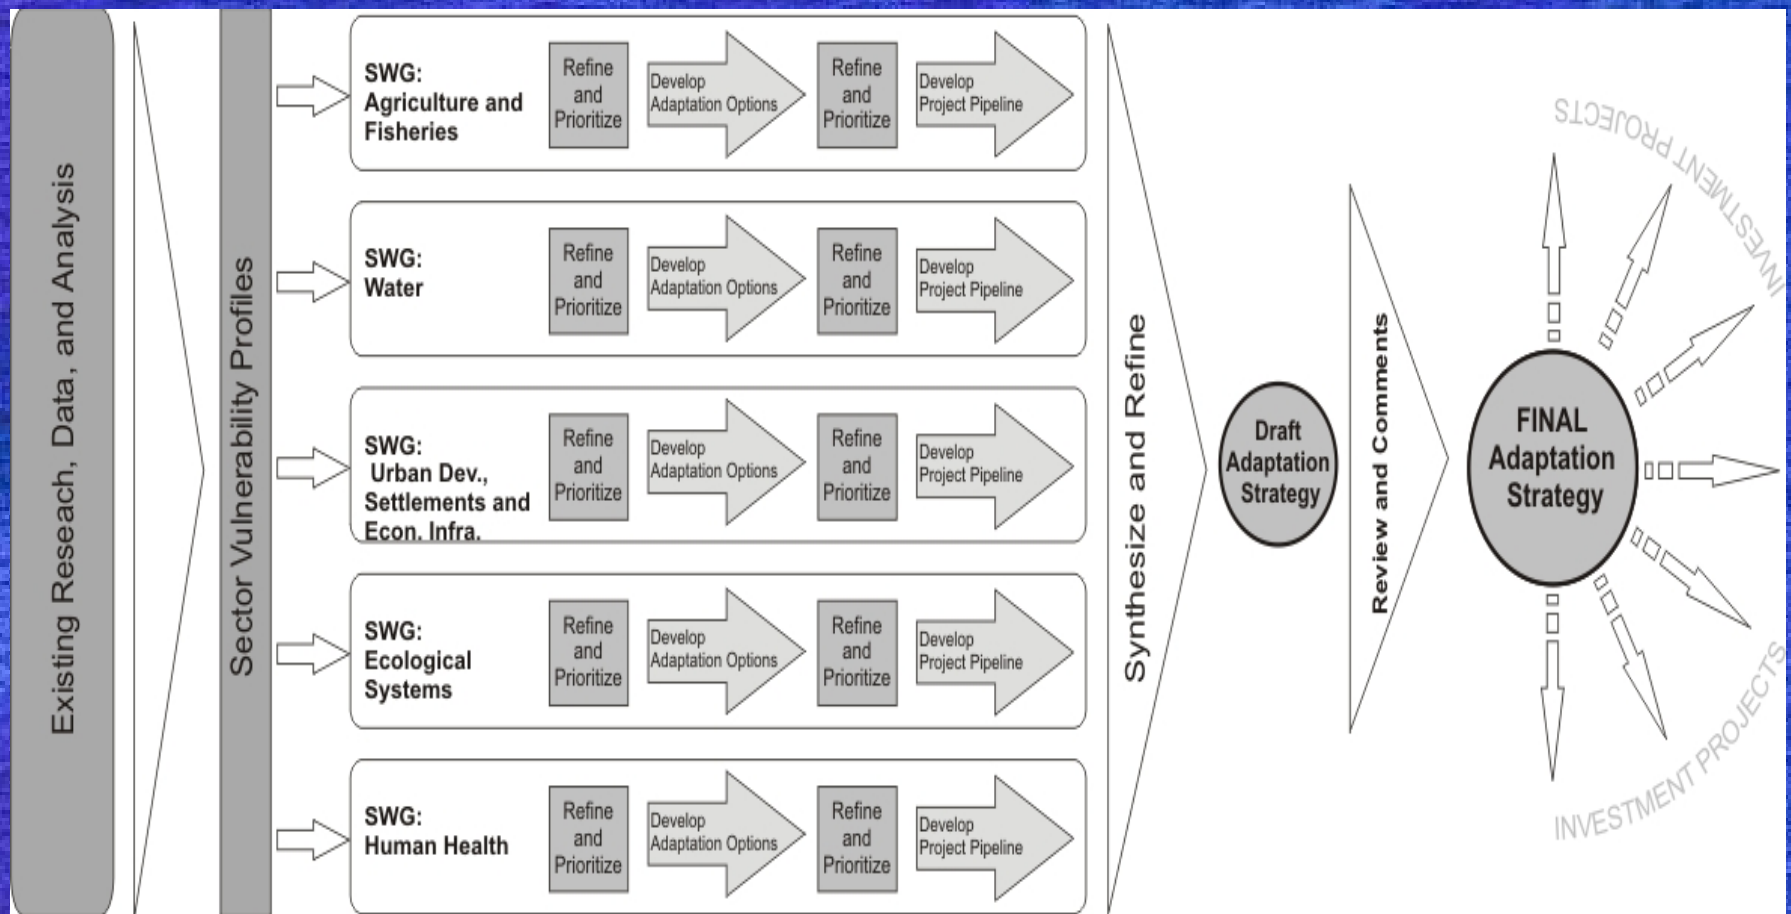 Existing Reseach, Data, and Analysis
Sector Vulnerability Profiles
SWG:
Agriculture and
Fisheries
Refine
and
Prioritize
Develop
Adaptation Options
Refine
and
Prioritize
Develop
Project Pipeline
SWG:
Water
Refine
and
Prioritize
Develop
Adaptation Options
Refine
and
Prioritize
Develop
Project Pipeline
SWG:
Urban Dev.,
Settlements and
Econ. Infra.
Refine
and
Prioritize
Develop
Adaptation Options
Refine
and
Prioritize
Develop
Project Pipeline
SWG:
Ecological
Systems
Refine
and
Prioritize
Develop
Adaptation Options
Refine
and
Prioritize
Develop
Project Pipeline
SWG:
Human Health
Refine
and
Prioritize
Develop
Adaptation Options
Refine
and
Prioritize
Develop
Project Pipeline
Synthesize and Refine
Draft
Adaptation
Strategy
Review and Comments
FINAL
Adaptation
Strategy
INVESTMENT PROJECTS
INVESTMENT PROJECTS